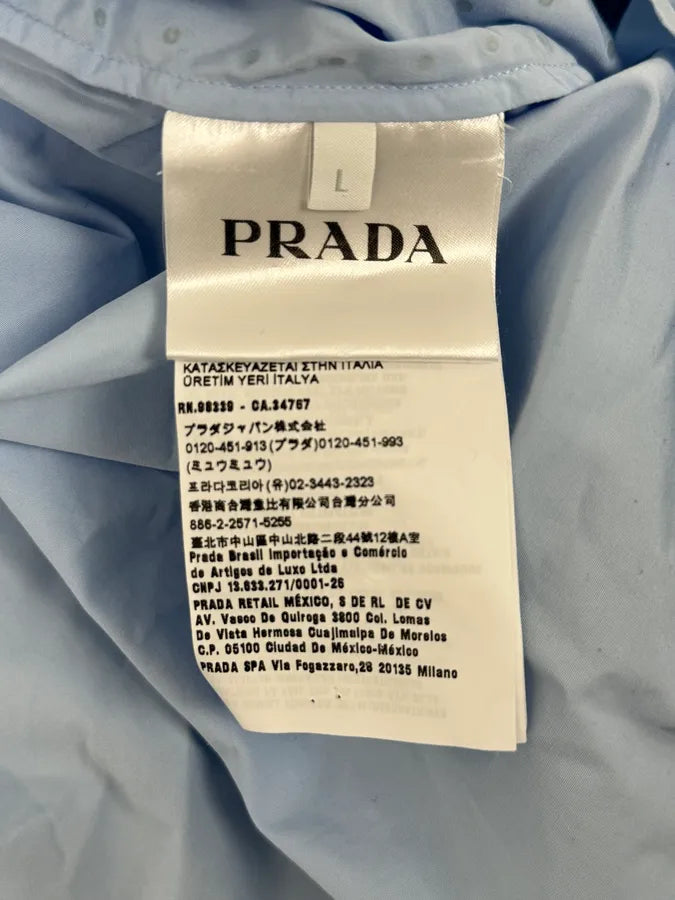 L
PRADA
ΚΑΤΑΣΚΕΥΑΖΕΤΑΙ ΣΤΗΝ ΙΤΑΛΙΑ
ÜRETİM YERİ İTALYA
RN.98339 - CA.34767
プラダジャパン株式会社
0120-451-913(プラダ)0120-451-993
(ミュウミュウ)
프라다코리아(유)02-3443-2323
香港商合灣童比有限公司台灣分公司
886-2-2571-5255
臺北市中山區中山北路二段44號12樓A室
Prada Brasil Importação e Comércio
de Artigos de Luxo Ltda
CNPJ 13.633.271/0001-26
PRADA RETAIL MÉXICO, S DE RL DE CV
AV. Vasco De Quiroga 3800 Col. Lomas
De Vista Hermosa Cuajimalpa De Morelos
C.P. 05100 Ciudad De México-México
PRADA SPA Via Fogazzaro,28 20135 Milano